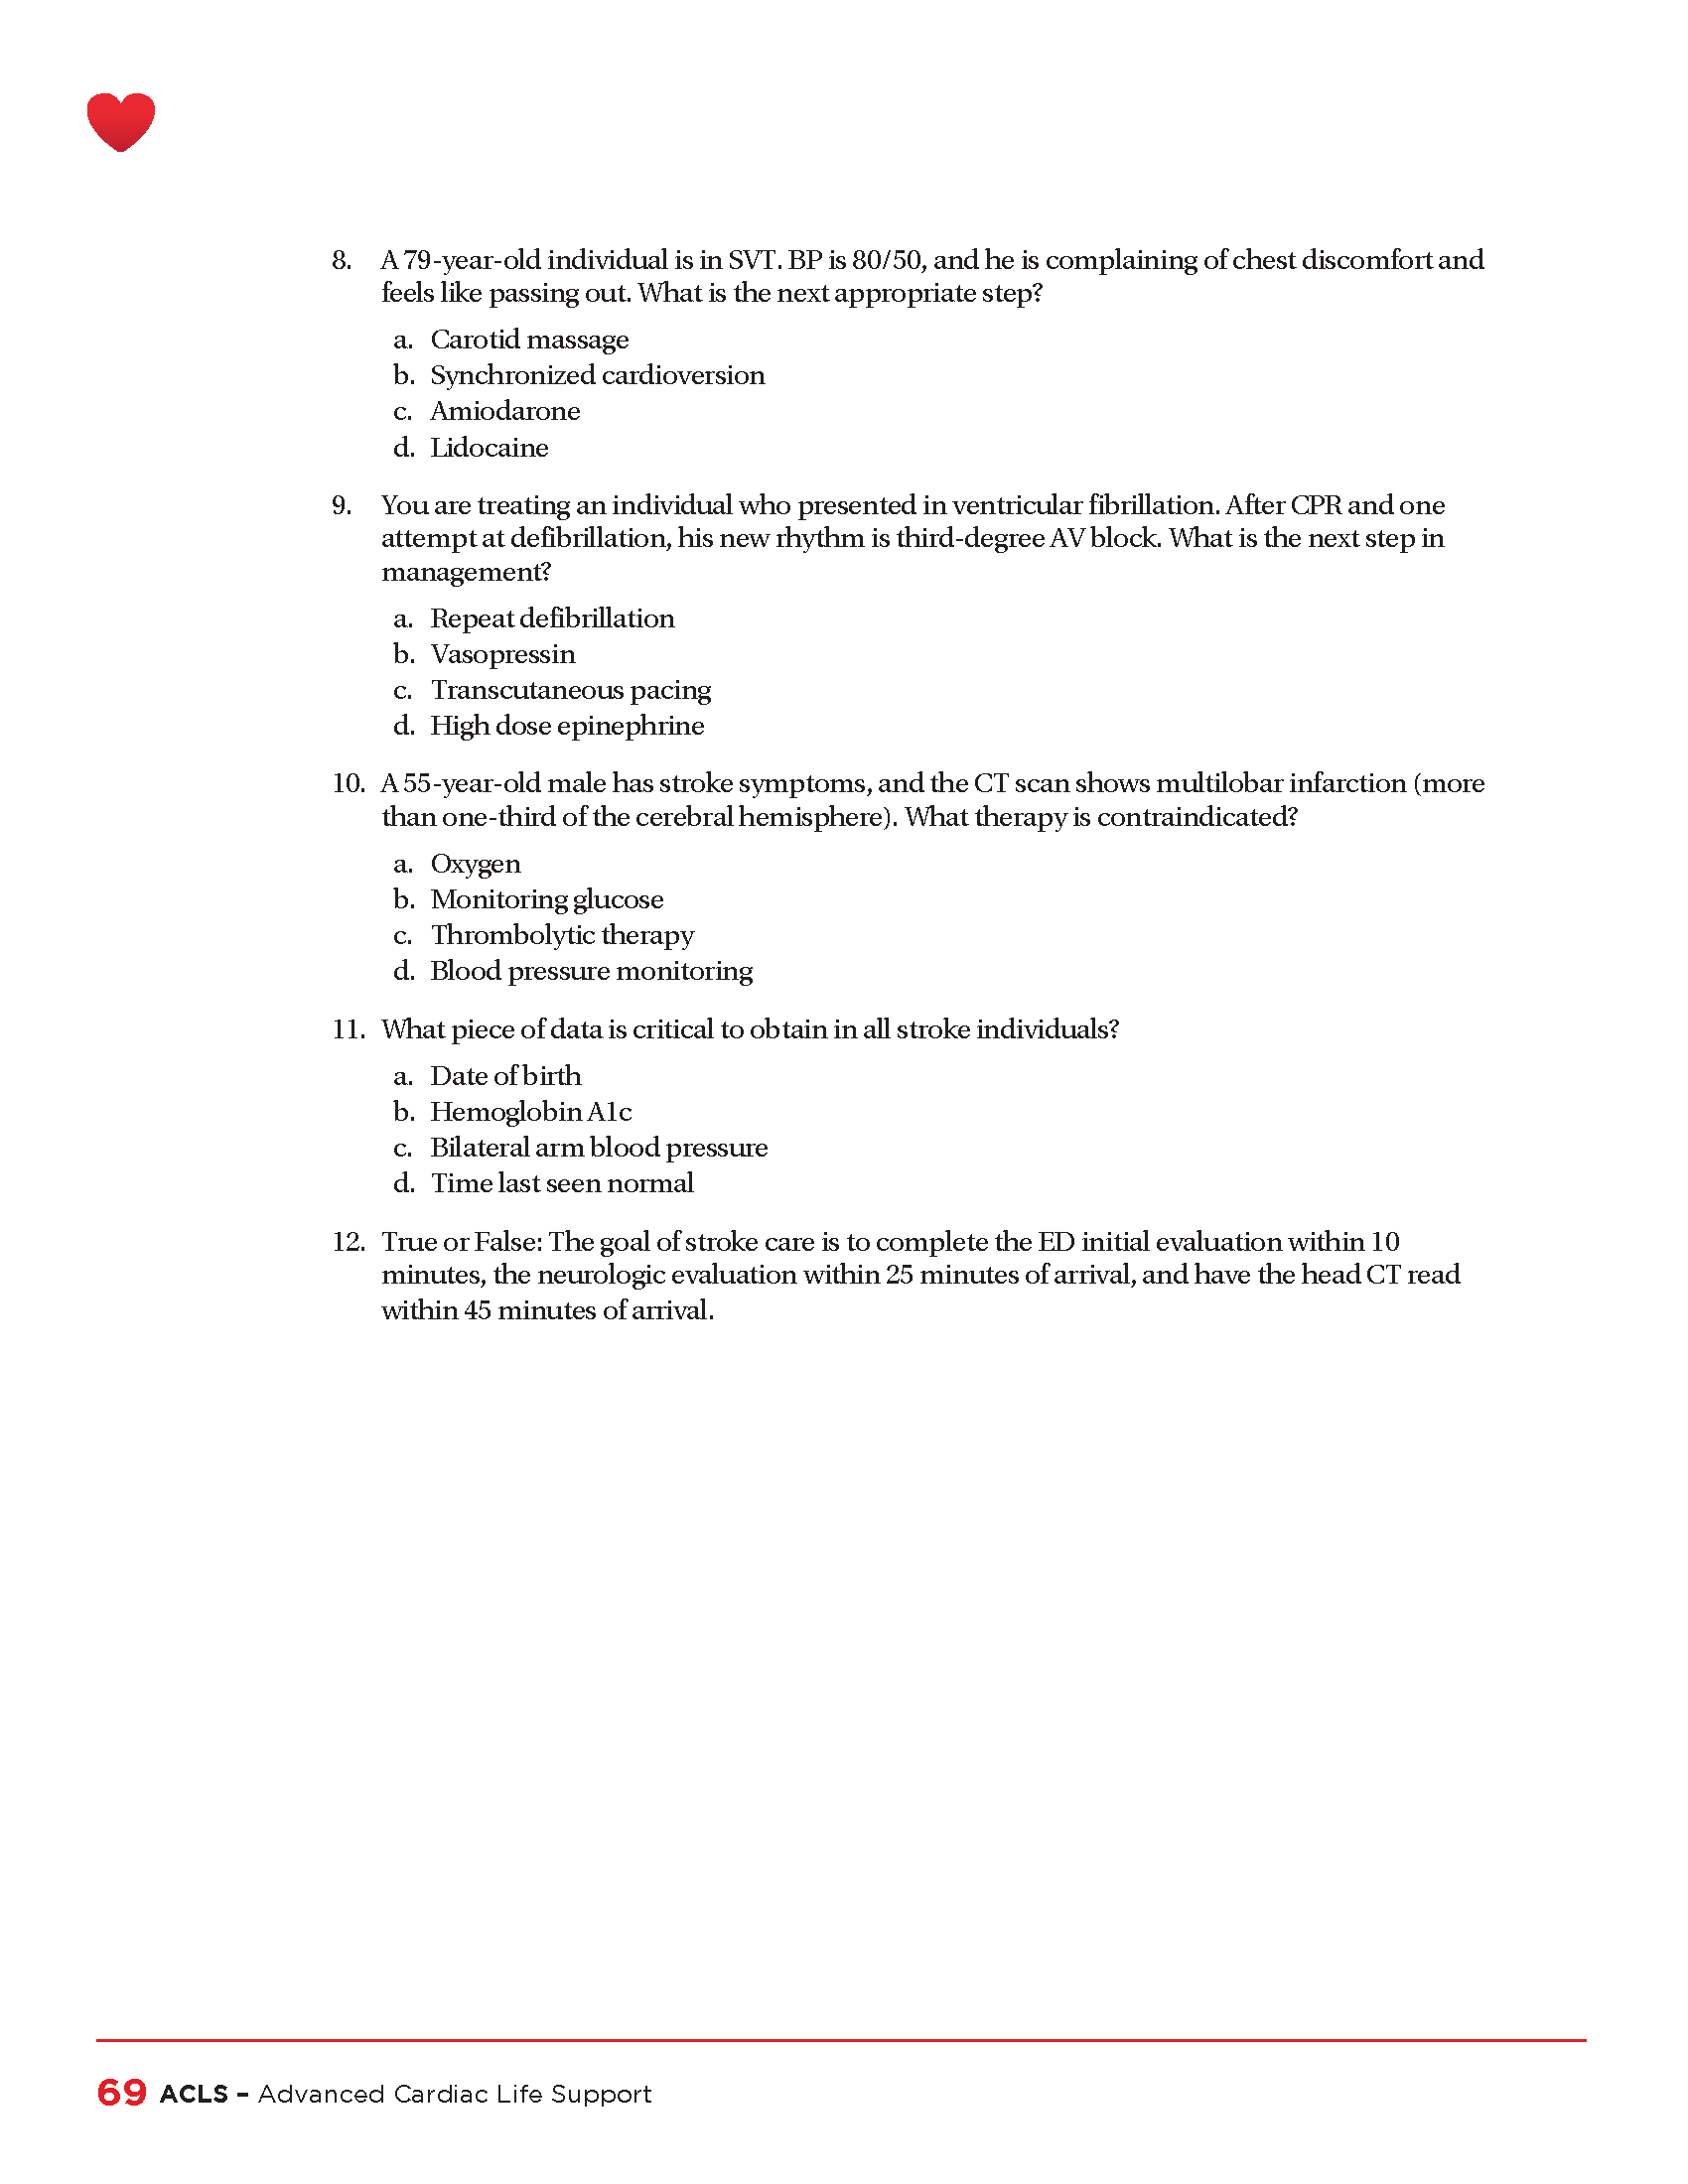 8. A 79-year-old individual is in SVT. BP is 80/50, and he is complaining of chest discomfort and
feels like passing out. What is the next appropriate step?
a. Carotid massage
b. Synchronized cardioversion
c. Amiodarone
d. Lidocaine
9. You are treating an individual who presented in ventricular fibrillation. After CPR and one
attempt at defibrillation, his new rhythm is third-degree AV block. What is the next step in
management?
a. Repeat defibrillation
b. Vasopressin
c. Transcutaneous pacing
d. High dose epinephrine
10. A 55-year-old male has stroke symptoms, and the CT scan shows multilobar infarction (more
than one-third of the cerebral hemisphere). What therapy is contraindicated?
a. Oxygen
b. Monitoring glucose
c. Thrombolytic therapy
d. Blood pressure monitoring
11. What piece of data is critical to obtain in all stroke individuals?
a. Date of birth
b. Hemoglobin A1c
c. Bilateral arm blood pressure
d. Time last seen normal
12. True or False: The goal of stroke care is to complete the ED initial evaluation within 10
minutes, the neurologic evaluation within 25 minutes of arrival, and have the head CT read
within 45 minutes of arrival.
69 ACLS – Advanced Cardiac Life Support